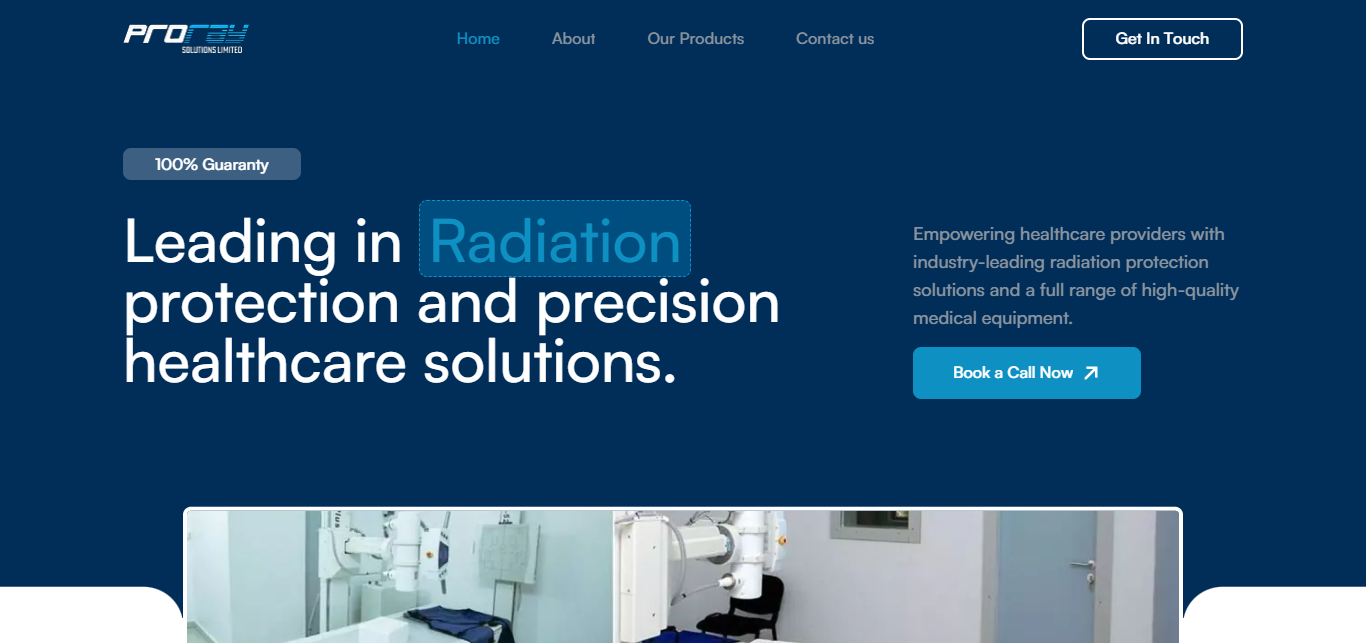 Proray
SOLUTIONS LIMITED
Home
About
Our Products
Contact us
Get In Touch
100% Guaranty
Leading in Radiation
protection and precision
healthcare solutions.
Empowering healthcare providers with
industry-leading radiation protection
solutions and a full range of high-quality
medical equipment.
Book a Call Now